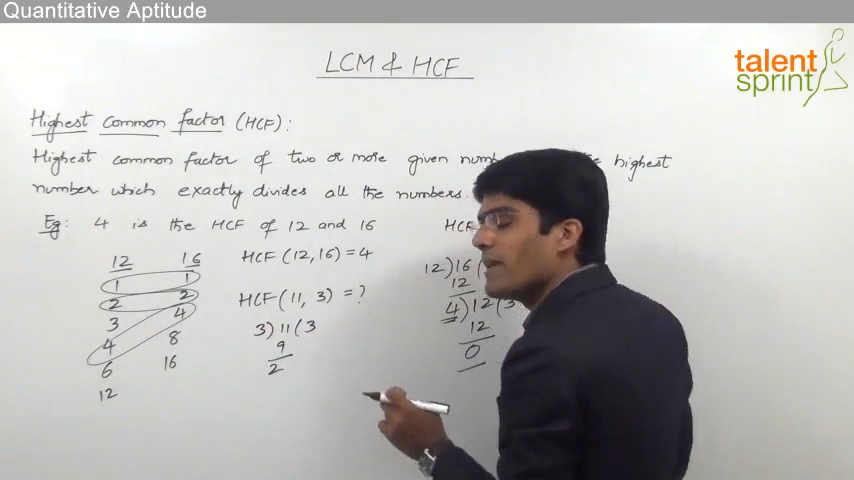 Quantitative Aptitude
talent
sprint
LCM & HCF
Highest common factor (HCF):
Highest common factor of two or more given highest
number which exactly divides all the numbers.
Eg: 4 is the HCF of 12 and 16
12 16
1 1
2 2
3 4
4 8
6 16
12
HCF (12, 16) = 4
HCF (11, 3) = ?
3) 11 (3
9
2
HCF
12) 16 (
12
4) 12 (3
12
0